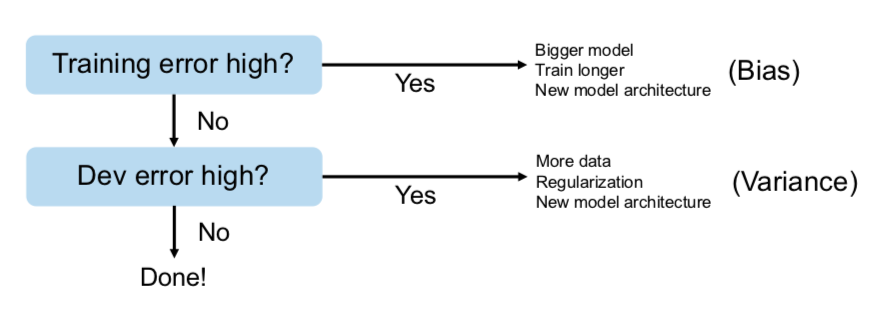 Training error high?
Yes
Bigger model
Train longer
New model architecture
(Bias)
No
Dev error high?
Yes
More data
Regularization
New model architecture
(Variance)
No
Done!